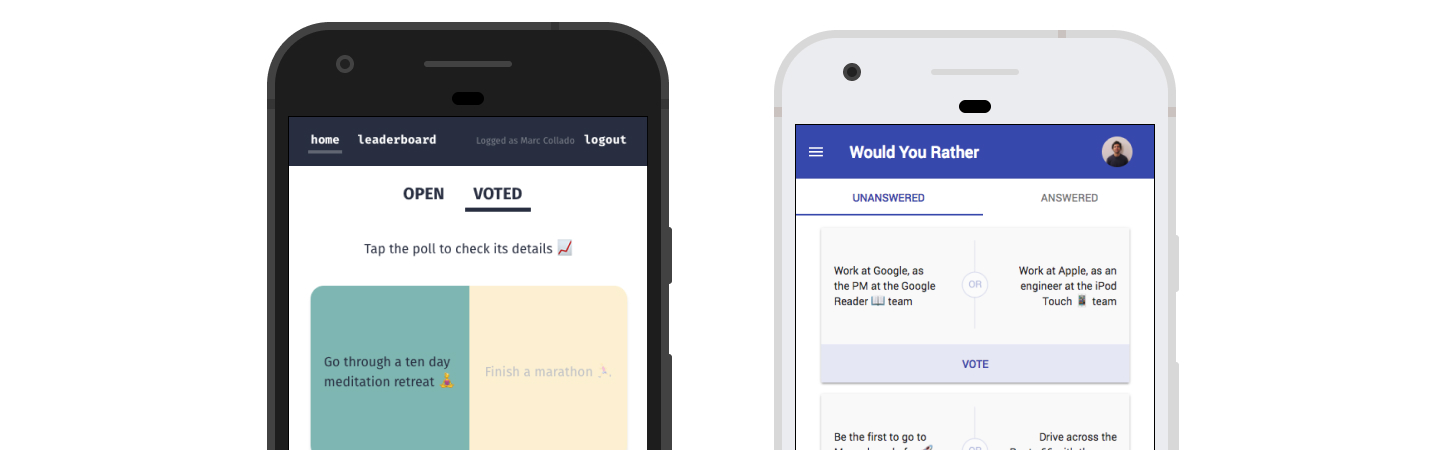 home leaderboard Logged as Marc Collado logout
OPEN VOTED
Tap the poll to check its details 📈
Go through a ten day
meditation retreat 🧘
Finish a marathon 🏃.
Would You Rather
UNANSWERED ANSWERED
Work at Google, as
the PM at the Google
Reader 📖 team
OR
Work at Apple, as an
engineer at the iPod
Touch 📱 team
VOTE
Be the first to go to
OR
Drive across the